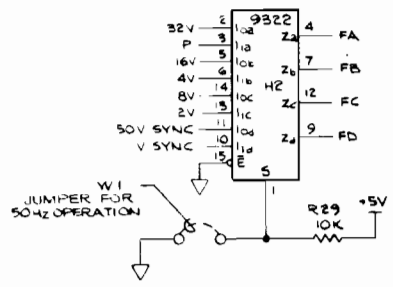 9322
H2
32V 2 I0a
P 3 I1a
16V 5 I0b
4V 6 I1b
8V 14 I0c
2V 13 I1c
50V SYNC 11 I0d
V SYNC 10 I1d
15 E
Za 4 FA
Zb 7 FB
Zc 12 FC
Zd 9 FD
S
1
W1
JUMPER FOR
50Hz OPERATION
R29
10K
+5V